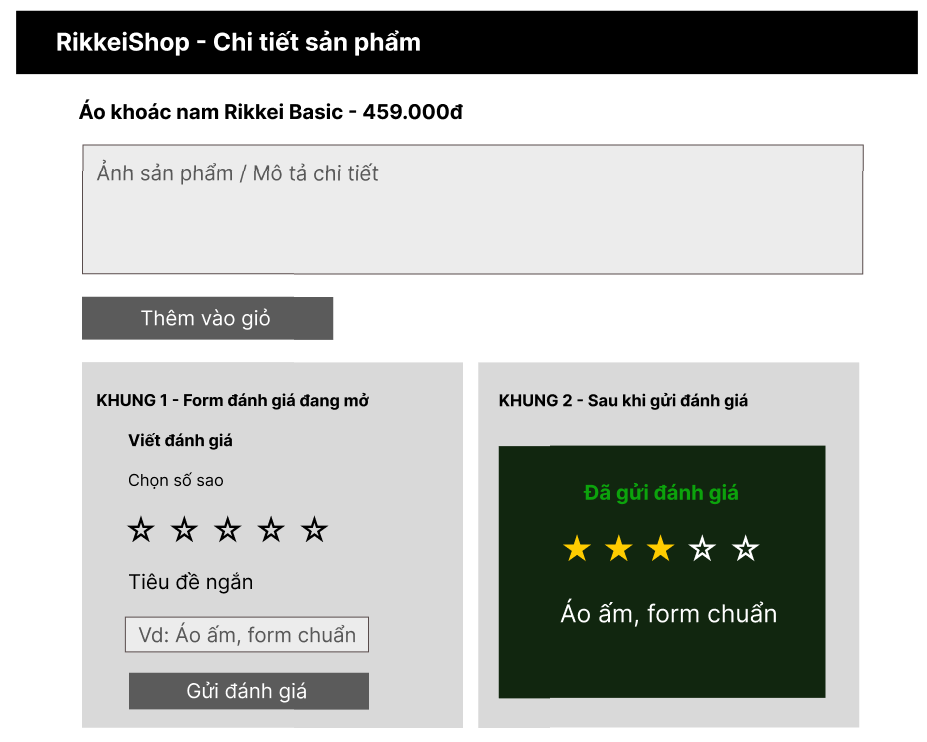 RikkeiShop - Chi tiết sản phẩm
Áo khoác nam Rikkei Basic - 459.000đ
Ảnh sản phẩm / Mô tả chi tiết
Thêm vào giỏ
KHUNG 1 - Form đánh giá đang mở
Viết đánh giá
Chọn số sao
Tiêu đề ngắn
Vd: Áo ấm, form chuẩn
Gửi đánh giá
KHUNG 2 - Sau khi gửi đánh giá
Đã gửi đánh giá
Áo ấm, form chuẩn